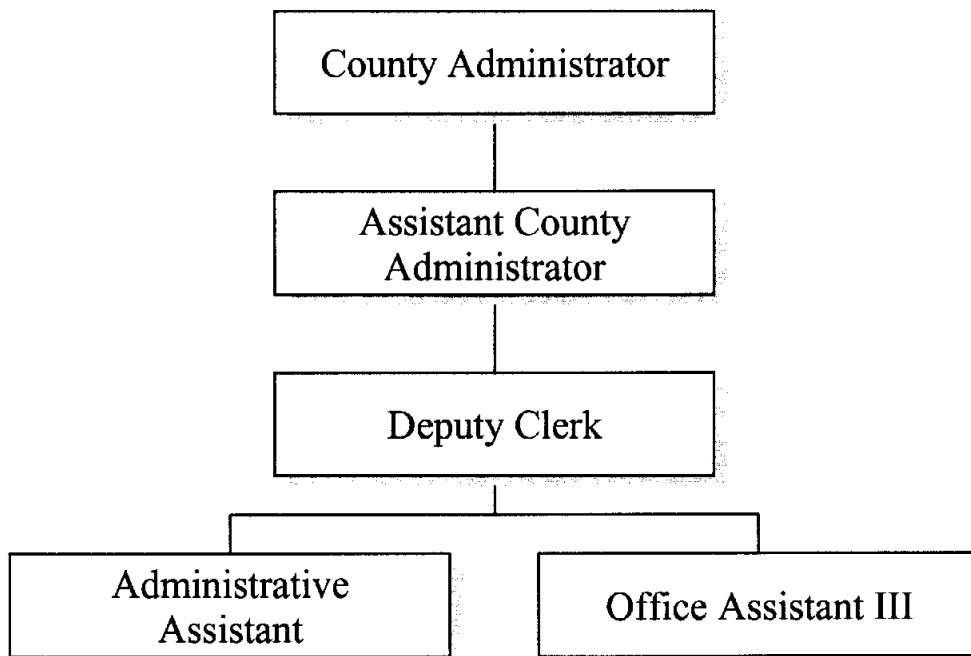 County Administrator
Assistant County
Administrator
Deputy Clerk
Administrative
Assistant
Office Assistant III